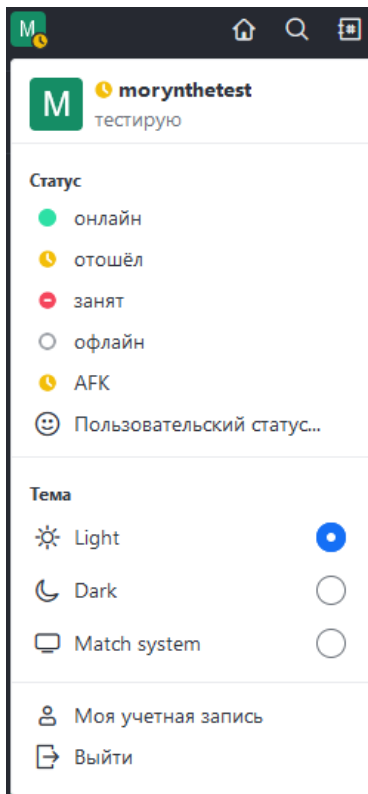 M
M
morynthetest
тестирую
Статус
онлайн
отошёл
занят
офлайн
AFK
Пользовательский статус...
Тема
Light
Dark
Match system
Моя учетная запись
Выйти